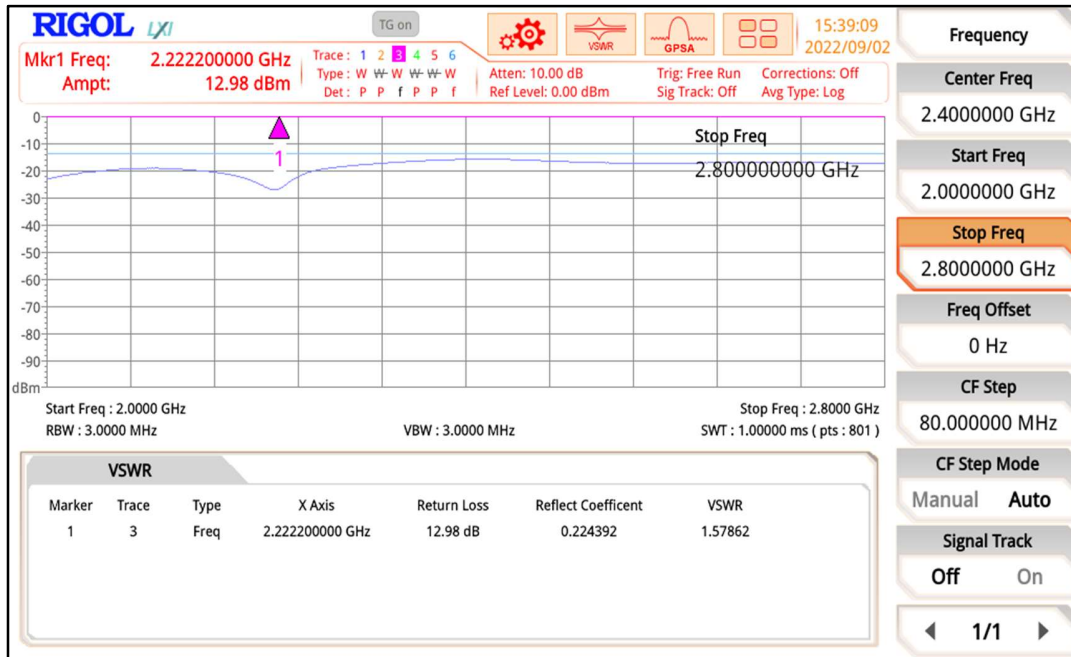 RIGOL LXI
TG on
VSWR
GPSA
15:39:09
2022/09/02
Mkr1 Freq: 2.222200000 GHz
Ampt: 12.98 dBm
Trace: 1 2 3 4 5 6
Type: W W W W W W
Det: P P f P P f
Atten: 10.00 dB
Ref Level: 0.00 dBm
Trig: Free Run
Sig Track: Off
Corrections: Off
Avg Type: Log
0
-10
-20
-30
-40
-50
-60
-70
-80
-90
dBm
1
Stop Freq
2.800000000 GHz
Start Freq : 2.0000 GHz
Stop Freq : 2.8000 GHz
RBW : 3.0000 MHz
VBW : 3.0000 MHz
SWT : 1.00000 ms ( pts : 801 )
VSWR
Marker Trace Type X Axis Return Loss Reflect Coefficent VSWR
1 3 Freq 2.222200000 GHz 12.98 dB 0.224392 1.57862
Frequency
Center Freq
2.4000000 GHz
Start Freq
2.0000000 GHz
Stop Freq
2.8000000 GHz
Freq Offset
0 Hz
CF Step
80.000000 MHz
CF Step Mode
Manual Auto
Signal Track
Off On
1/1